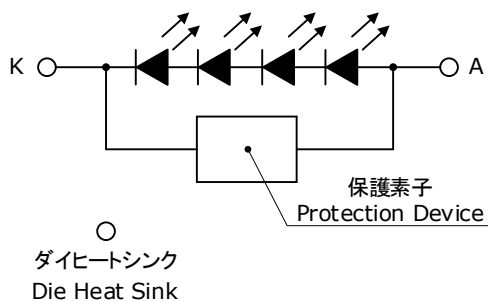 K
A
保護素子
Protection Device
ダイヒートシンク
Die Heat Sink